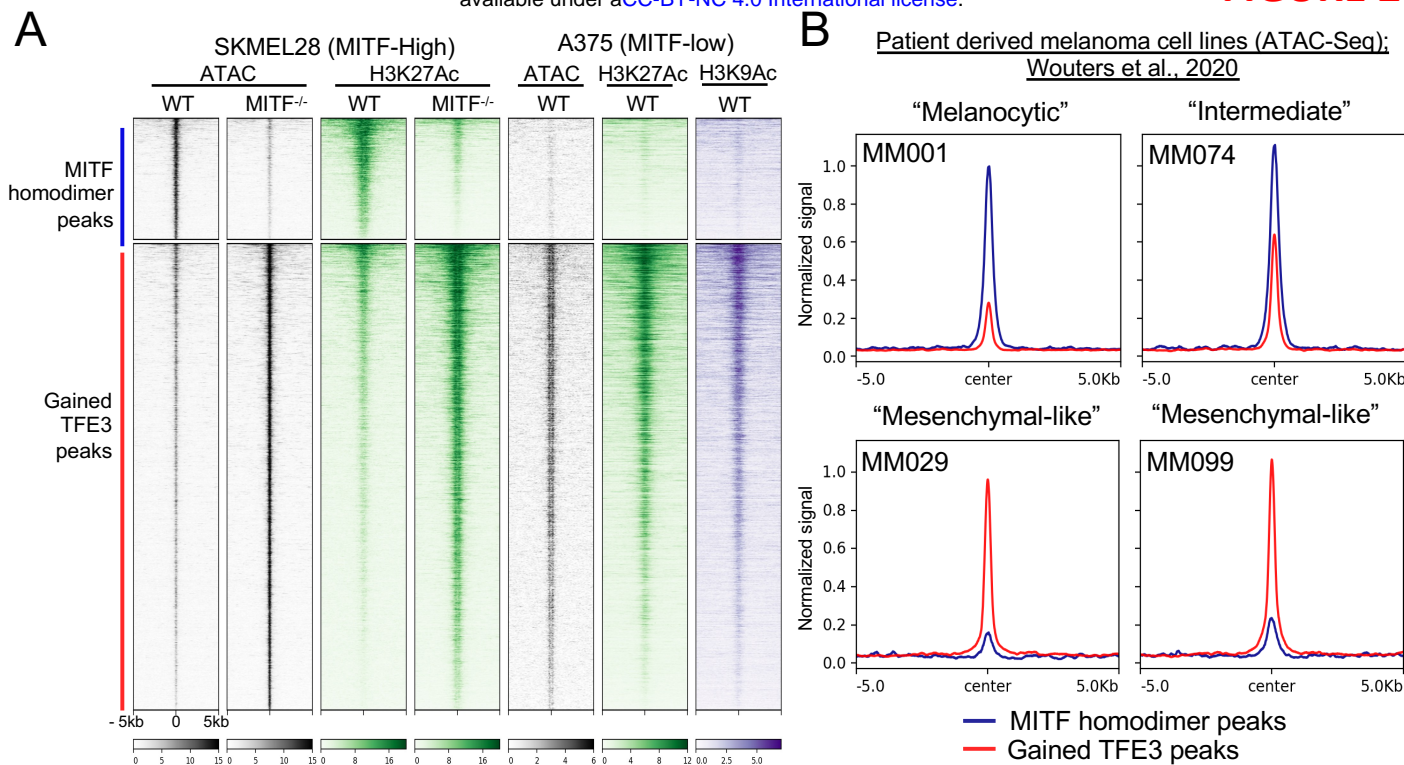 available under aCC-BY-NC 4.0 International license.
A
SKMEL28 (MITF-High)
A375 (MITF-low)
ATAC
H3K27Ac
ATAC
H3K27Ac
H3K9Ac
WT
MITF-/-
WT
MITF-/-
WT
WT
WT
MITF
homodimer
peaks
Gained
TFE3
peaks
- 5kb
0
5kb
0 5 10 15
0 5 10 15
0 8 16
0 8 16
0 2 4 6
0 4 8 12
0.0 2.5 5.0
B
Patient derived melanoma cell lines (ATAC-Seq);
Wouters et al., 2020
“Melanocytic”
“Intermediate”
MM001
MM074
Normalized signal
1.0
0.8
0.6
0.4
0.2
0.0
-5.0 center 5.0Kb
-5.0 center 5.0Kb
“Mesenchymal-like”
“Mesenchymal-like”
MM029
MM099
Normalized signal
1.0
0.8
0.6
0.4
0.2
0.0
-5.0 center 5.0Kb
-5.0 center 5.0Kb
MITF homodimer peaks
Gained TFE3 peaks